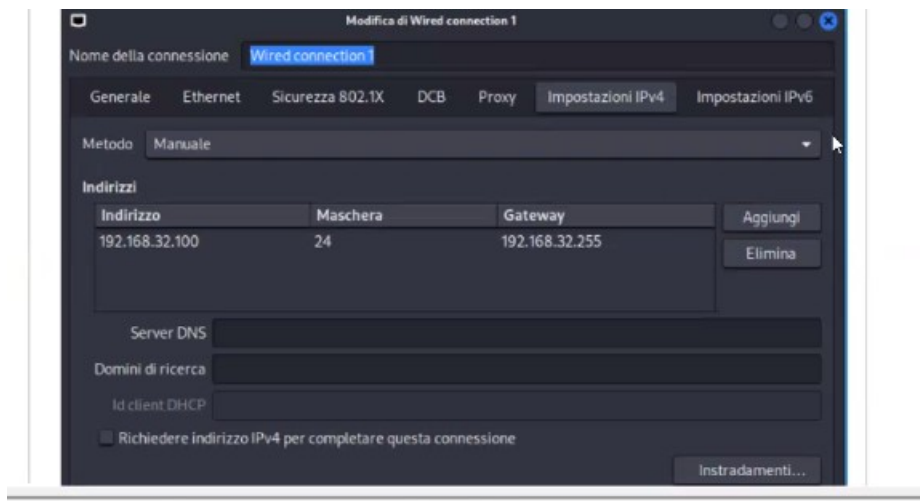 Modifica di Wired connection 1
Nome della connessione Wired connection 1
Generale Ethernet Sicurezza 802.1X DCB Proxy Impostazioni IPv4 Impostazioni IPv6
Metodo Manuale
Indirizzi
Indirizzo Maschera Gateway Aggiungi
192.168.32.100 24 192.168.32.255
Elimina
Server DNS
Domini di ricerca
Id client DHCP
Richiedere indirizzo IPv4 per completare questa connessione
Instradamenti...